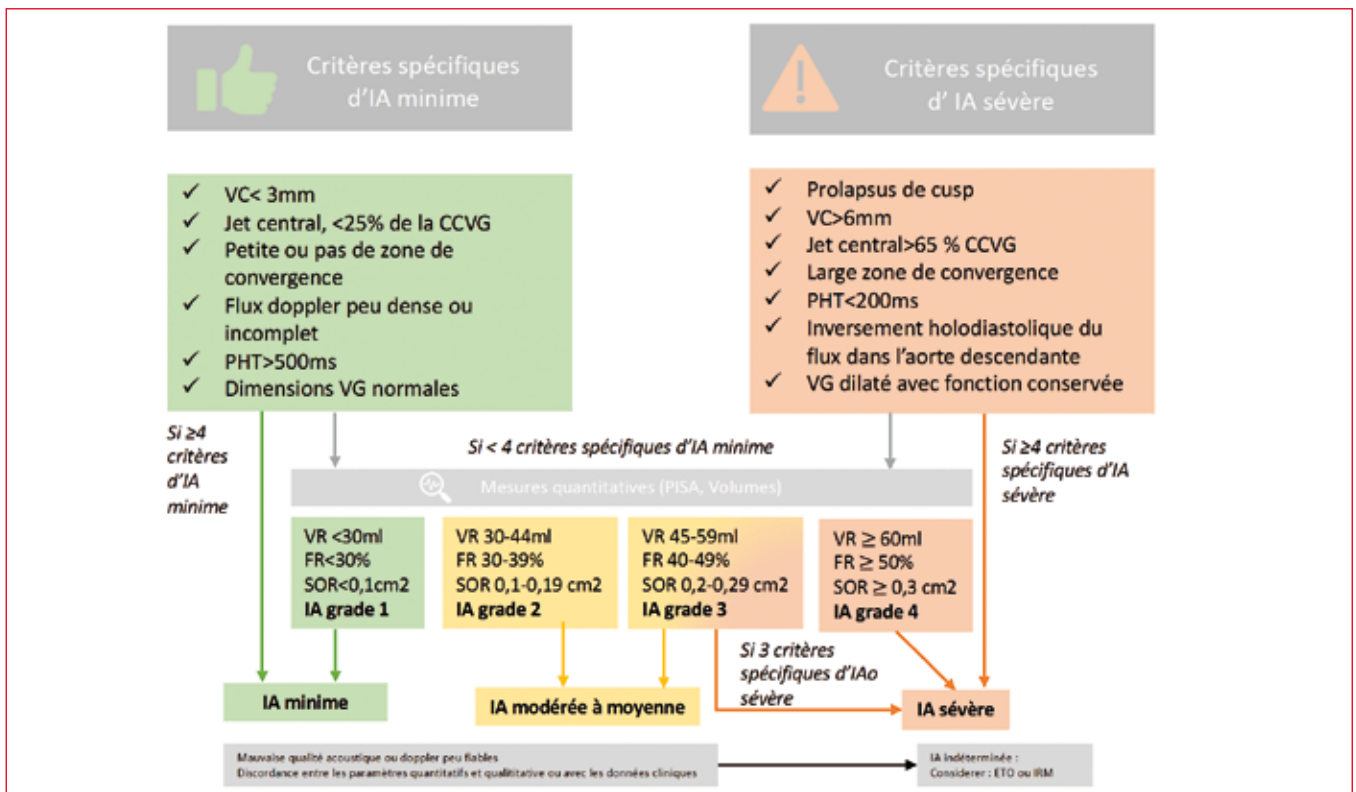 Critères spécifiques
d'IA minime
Critères spécifiques
d' IA sévère
✓ VC< 3mm
✓ Jet central, <25% de la CCVG
✓ Petite ou pas de zone de
convergence
✓ Flux doppler peu dense ou
incomplet
✓ PHT>500ms
✓ Dimensions VG normales
✓ Prolapsus de cusp
✓ VC>6mm
✓ Jet central>65 % CCVG
✓ Large zone de convergence
✓ PHT<200ms
✓ Inversement holodiastolique du
flux dans l'aorte descendante
✓ VG dilaté avec fonction conservée
Si ≥4
critères
d'IA
minime
Si < 4 critères spécifiques d'IA minime
Si ≥4 critères
spécifiques d'IA
sévère
Mesures quantitatives (PISA, Volumes)
VR <30ml
FR<30%
SOR<0,1cm2
IA grade 1
VR 30-44ml
FR 30-39%
SOR 0,1-0,19 cm2
IA grade 2
VR 45-59ml
FR 40-49%
SOR 0,2-0,29 cm2
IA grade 3
VR ≥ 60ml
FR ≥ 50%
SOR ≥ 0,3 cm2
IA grade 4
Si 3 critères
spécifiques d'IAo
sévère
IA minime
IA modérée à moyenne
IA sévère
Mauvaise qualité acoustique ou doppler peu fiables
Discordance entre les paramètres quantitatifs et qualititative ou avec les données cliniques
IA Indéterminée :
Considerer : ETO ou IRM